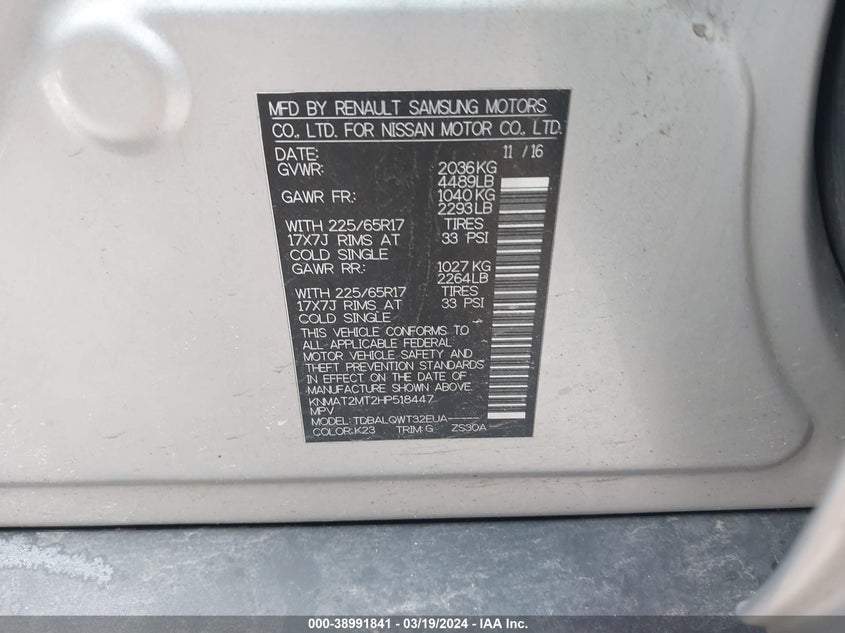 MFD BY RENAULT SAMSUNG MOTORS
CO., LTD. FOR NISSAN MOTOR CO., LTD.
DATE: 11 / 16
GVWR: 2036KG
4489LB
GAWR FR: 1040KG
2293LB
WITH 225/65R17 TIRES
17X7J RIMS AT 33 PSI
COLD SINGLE
GAWR RR: 1027KG
2264LB
WITH 225/65R17 TIRES
17X7J RIMS AT 33 PSI
COLD SINGLE
THIS VEHICLE CONFORMS TO
ALL APPLICABLE FEDERAL
MOTOR VEHICLE SAFETY AND
THEFT PREVENTION STANDARDS
IN EFFECT ON THE DATE OF
MANUFACTURE SHOWN ABOVE.
KNMAT2MT2HP518447
MPV
MODEL: TDBALQWT32EUA-----
COLOR:K23 TRIM:G ZS30A
000-38991841 - 03/19/2024 - IAA Inc.